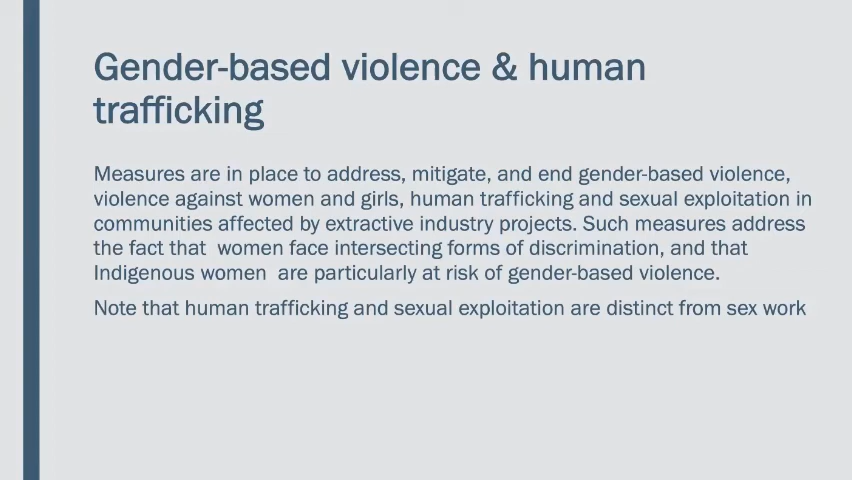 Gender-based violence & human
trafficking
Measures are in place to address, mitigate, and end gender-based violence,
violence against women and girls, human trafficking and sexual exploitation in
communities affected by extractive industry projects. Such measures address
the fact that  women face intersecting forms of discrimination, and that
Indigenous women  are particularly at risk of gender-based violence.
Note that human trafficking and sexual exploitation are distinct from sex work